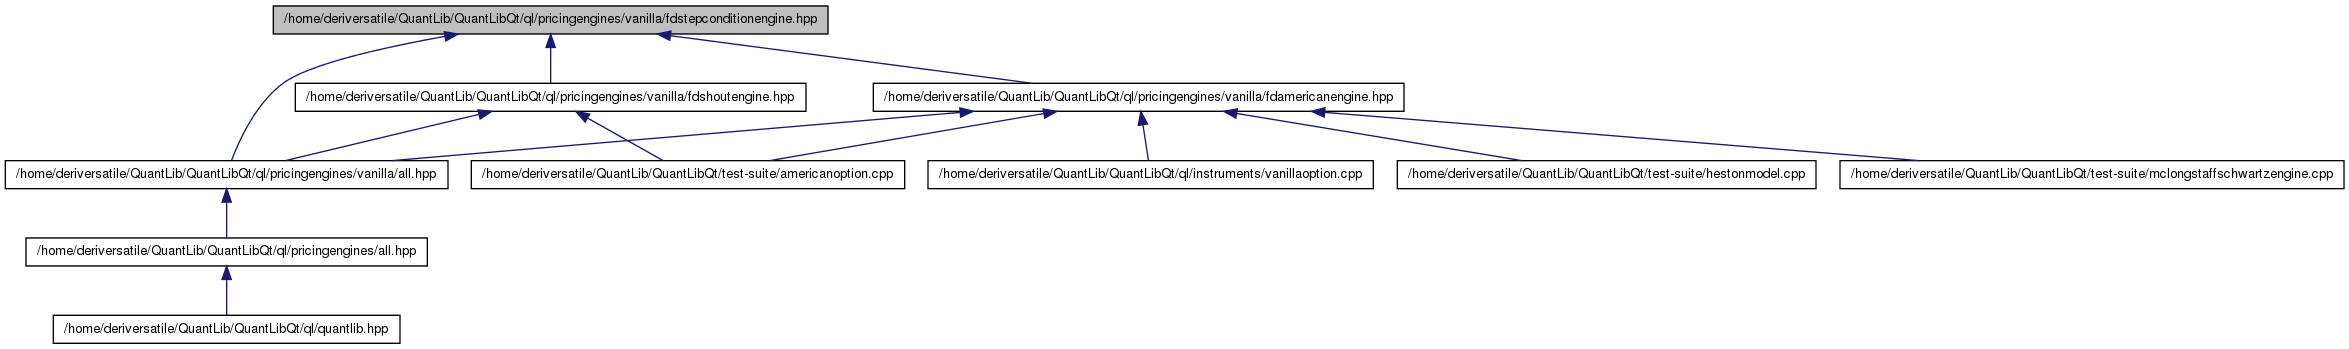 /home/deriversatile/QuantLib/QuantLibQt/ql/pricingengines/vanilla/fdstepconditionengine.hpp
/home/deriversatile/QuantLib/QuantLibQt/ql/pricingengines/vanilla/fdshoutengine.hpp
/home/deriversatile/QuantLib/QuantLibQt/ql/pricingengines/vanilla/fdamericanengine.hpp
/home/deriversatile/QuantLib/QuantLibQt/ql/pricingengines/vanilla/all.hpp
/home/deriversatile/QuantLib/QuantLibQt/test-suite/americanoption.cpp
/home/deriversatile/QuantLib/QuantLibQt/ql/instruments/vanillaoption.cpp
/home/deriversatile/QuantLib/QuantLibQt/test-suite/hestonmodel.cpp
/home/deriversatile/QuantLib/QuantLibQt/test-suite/mclongstaffschwartzengine.cpp
/home/deriversatile/QuantLib/QuantLibQt/ql/pricingengines/all.hpp
/home/deriversatile/QuantLib/QuantLibQt/ql/quantlib.hpp